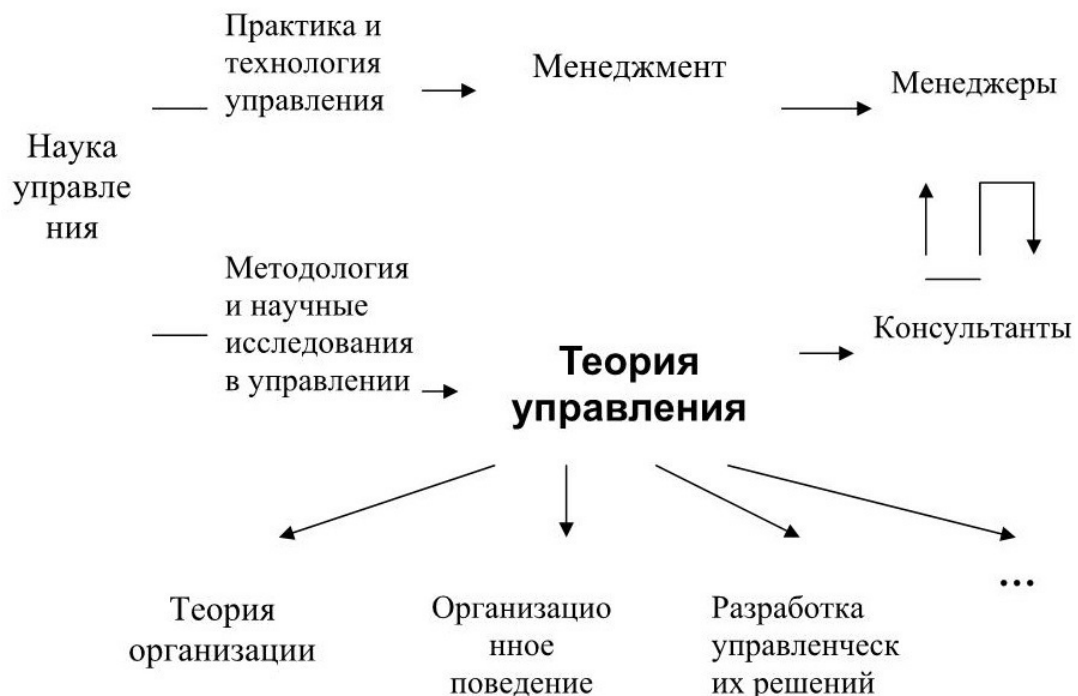 Практика и
технология
управления
Менеджмент
Менеджеры
Наука
управле
ния
Методология
и научные
исследования
в управлении
Теория
управления
Консультанты
Теория
организации
Организацио
нное
поведение
Разработка
управленческ
их решений
...